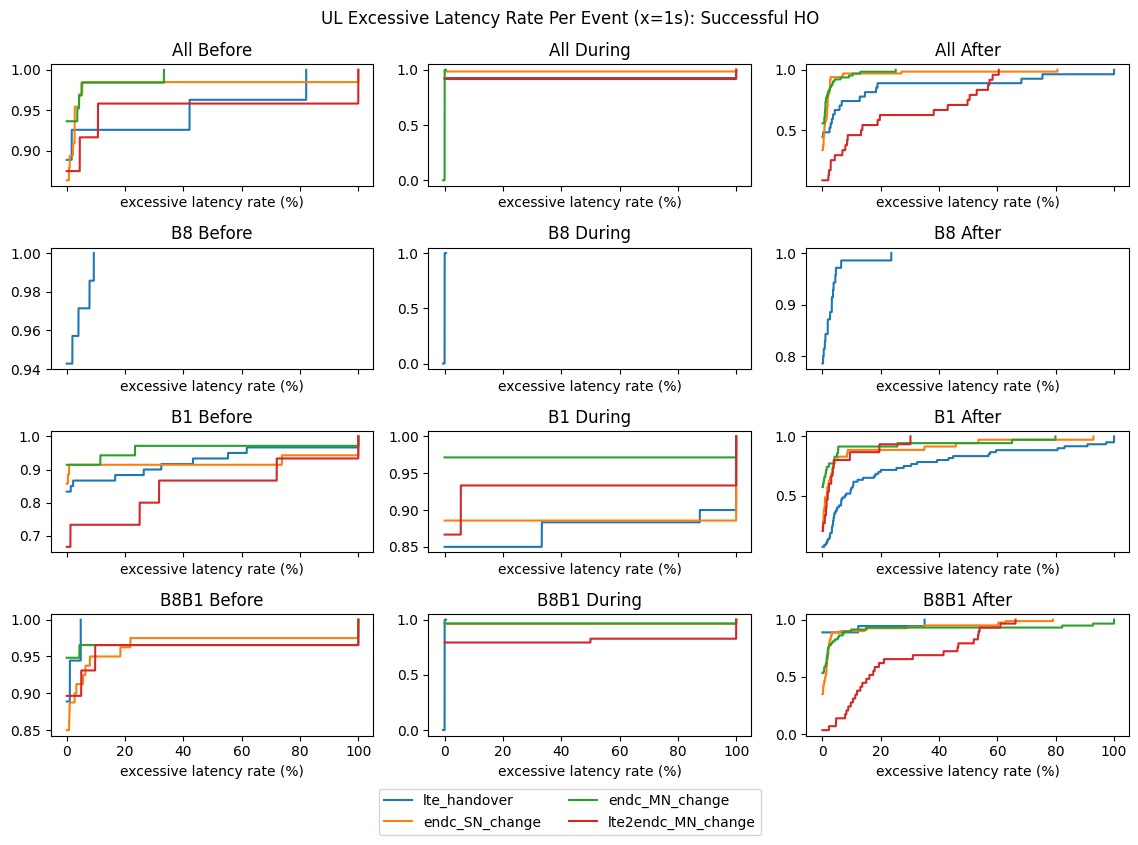 UL Excessive Latency Rate Per Event (x=1s): Successful HO
All Before
All During
All After
1.00
0.95
0.90
1.0
0.5
0.0
1.0
0.5
excessive latency rate (%)
excessive latency rate (%)
excessive latency rate (%)
B8 Before
B8 During
B8 After
1.00
0.98
0.96
0.94
1.0
0.5
0.0
1.0
0.9
0.8
excessive latency rate (%)
excessive latency rate (%)
excessive latency rate (%)
B1 Before
B1 During
B1 After
1.0
0.9
0.8
0.7
1.00
0.95
0.90
0.85
1.0
0.5
excessive latency rate (%)
excessive latency rate (%)
excessive latency rate (%)
B8B1 Before
B8B1 During
B8B1 After
1.00
0.95
0.90
0.85
1.0
0.5
0.0
1.0
0.5
0.0
0 20 40 60 80 100
0 20 40 60 80 100
0 20 40 60 80 100
excessive latency rate (%)
excessive latency rate (%)
excessive latency rate (%)
lte_handover
endc_SN_change
endc_MN_change
lte2endc_MN_change